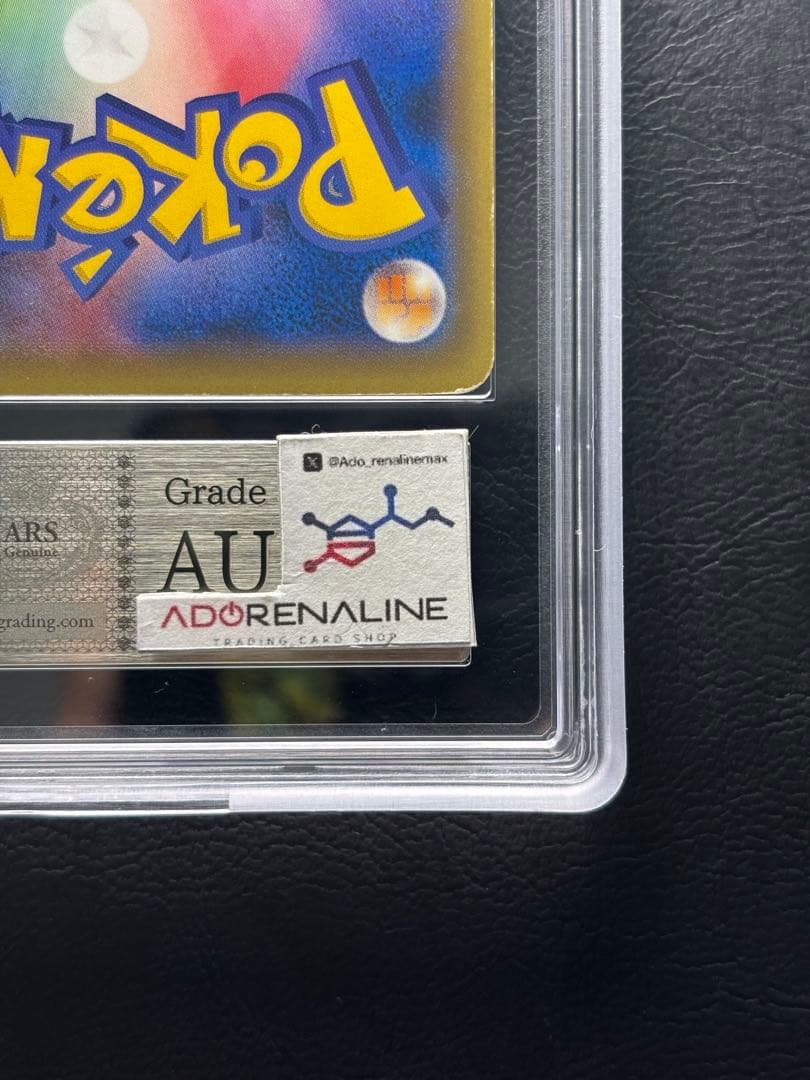 Poké
Grade
AU
ARS
Genuine
grading.com
@Ado_renalinemax
ADORENALINE
TRADING CARD SHOP